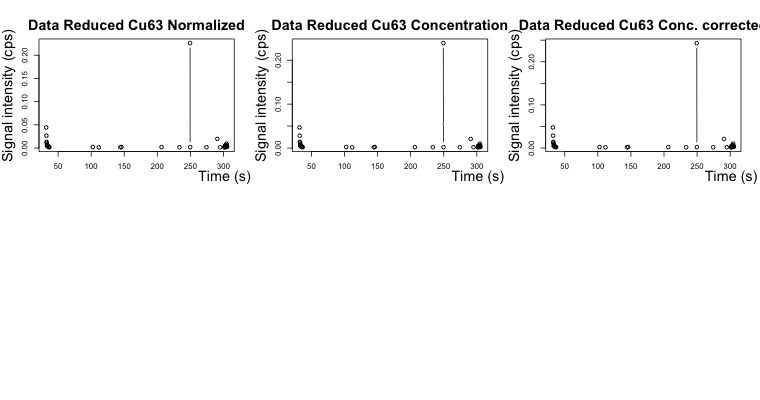 Data Reduced Cu63 Normalized
Signal intensity (cps)
0.00 0.05 0.10 0.15 0.20
50 100 150 200 250 300
Time (s)
Data Reduced Cu63 Concentration
Signal intensity (cps)
0.00 0.10 0.20
50 100 150 200 250 300
Time (s)
Data Reduced Cu63 Conc. corrected
Signal intensity (cps)
0.00 0.10 0.20
50 100 150 200 250 300
Time (s)